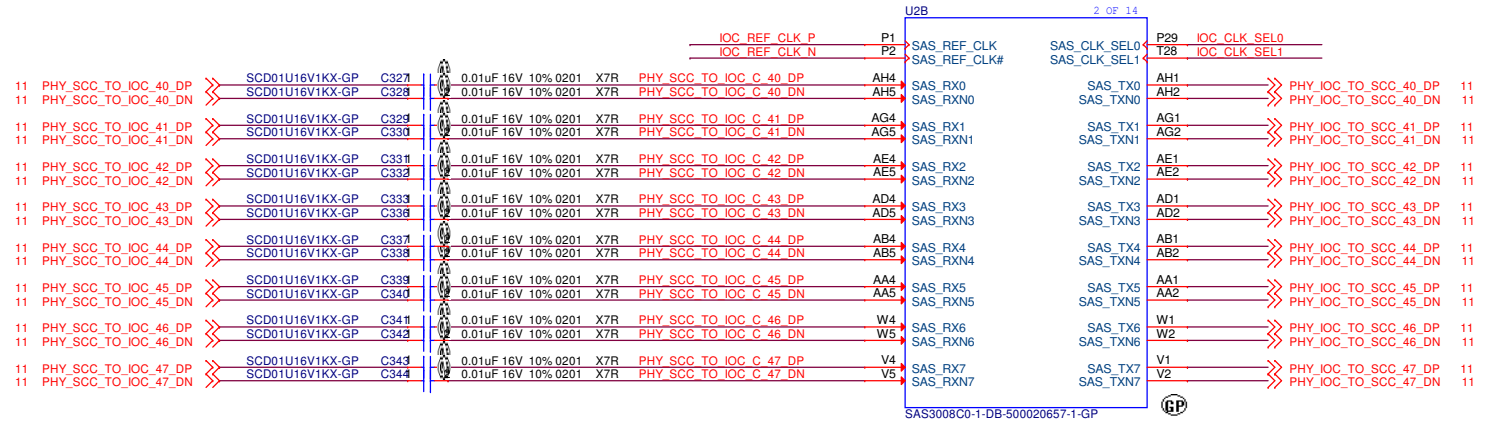 U2B 2 OF 14
IOC_REF_CLK_P P1 SAS_REF_CLK SAS_CLK_SEL0 P29 IOC_CLK_SEL0
IOC_REF_CLK_N P2 SAS_REF_CLK# SAS_CLK_SEL1 T28 IOC_CLK_SEL1
11 PHY_SCC_TO_IOC_40_DP SCD01U16V1KX-GP C327 0.01uF 16V 10% 0201 X7R PHY_SCC_TO_IOC_C_40_DP AH4 SAS_RX0 SAS_TX0 AH1 PHY_IOC_TO_SCC_40_DP 11
11 PHY_SCC_TO_IOC_40_DN SCD01U16V1KX-GP C328 0.01uF 16V 10% 0201 X7R PHY_SCC_TO_IOC_C_40_DN AH5 SAS_RXN0 SAS_TXN0 AH2 PHY_IOC_TO_SCC_40_DN 11
11 PHY_SCC_TO_IOC_41_DP SCD01U16V1KX-GP C329 0.01uF 16V 10% 0201 X7R PHY_SCC_TO_IOC_C_41_DP AG4 SAS_RX1 SAS_TX1 AG1 PHY_IOC_TO_SCC_41_DP 11
11 PHY_SCC_TO_IOC_41_DN SCD01U16V1KX-GP C330 0.01uF 16V 10% 0201 X7R PHY_SCC_TO_IOC_C_41_DN AG5 SAS_RXN1 SAS_TXN1 AG2 PHY_IOC_TO_SCC_41_DN 11
11 PHY_SCC_TO_IOC_42_DP SCD01U16V1KX-GP C331 0.01uF 16V 10% 0201 X7R PHY_SCC_TO_IOC_C_42_DP AE4 SAS_RX2 SAS_TX2 AE1 PHY_IOC_TO_SCC_42_DP 11
11 PHY_SCC_TO_IOC_42_DN SCD01U16V1KX-GP C332 0.01uF 16V 10% 0201 X7R PHY_SCC_TO_IOC_C_42_DN AE5 SAS_RXN2 SAS_TXN2 AE2 PHY_IOC_TO_SCC_42_DN 11
11 PHY_SCC_TO_IOC_43_DP SCD01U16V1KX-GP C333 0.01uF 16V 10% 0201 X7R PHY_SCC_TO_IOC_C_43_DP AD4 SAS_RX3 SAS_TX3 AD1 PHY_IOC_TO_SCC_43_DP 11
11 PHY_SCC_TO_IOC_43_DN SCD01U16V1KX-GP C336 0.01uF 16V 10% 0201 X7R PHY_SCC_TO_IOC_C_43_DN AD5 SAS_RXN3 SAS_TXN3 AD2 PHY_IOC_TO_SCC_43_DN 11
11 PHY_SCC_TO_IOC_44_DP SCD01U16V1KX-GP C337 0.01uF 16V 10% 0201 X7R PHY_SCC_TO_IOC_C_44_DP AB4 SAS_RX4 SAS_TX4 AB1 PHY_IOC_TO_SCC_44_DP 11
11 PHY_SCC_TO_IOC_44_DN SCD01U16V1KX-GP C338 0.01uF 16V 10% 0201 X7R PHY_SCC_TO_IOC_C_44_DN AB5 SAS_RXN4 SAS_TXN4 AB2 PHY_IOC_TO_SCC_44_DN 11
11 PHY_SCC_TO_IOC_45_DP SCD01U16V1KX-GP C339 0.01uF 16V 10% 0201 X7R PHY_SCC_TO_IOC_C_45_DP AA4 SAS_RX5 SAS_TX5 AA1 PHY_IOC_TO_SCC_45_DP 11
11 PHY_SCC_TO_IOC_45_DN SCD01U16V1KX-GP C340 0.01uF 16V 10% 0201 X7R PHY_SCC_TO_IOC_C_45_DN AA5 SAS_RXN5 SAS_TXN5 AA2 PHY_IOC_TO_SCC_45_DN 11
11 PHY_SCC_TO_IOC_46_DP SCD01U16V1KX-GP C341 0.01uF 16V 10% 0201 X7R PHY_SCC_TO_IOC_C_46_DP W4 SAS_RX6 SAS_TX6 W1 PHY_IOC_TO_SCC_46_DP 11
11 PHY_SCC_TO_IOC_46_DN SCD01U16V1KX-GP C342 0.01uF 16V 10% 0201 X7R PHY_SCC_TO_IOC_C_46_DN W5 SAS_RXN6 SAS_TXN6 W2 PHY_IOC_TO_SCC_46_DN 11
11 PHY_SCC_TO_IOC_47_DP SCD01U16V1KX-GP C343 0.01uF 16V 10% 0201 X7R PHY_SCC_TO_IOC_C_47_DP V4 SAS_RX7 SAS_TX7 V1 PHY_IOC_TO_SCC_47_DP 11
11 PHY_SCC_TO_IOC_47_DN SCD01U16V1KX-GP C344 0.01uF 16V 10% 0201 X7R PHY_SCC_TO_IOC_C_47_DN V5 SAS_RXN7 SAS_TXN7 V2 PHY_IOC_TO_SCC_47_DN 11
SAS3008C0-1-DB-500020657-1-GP GP